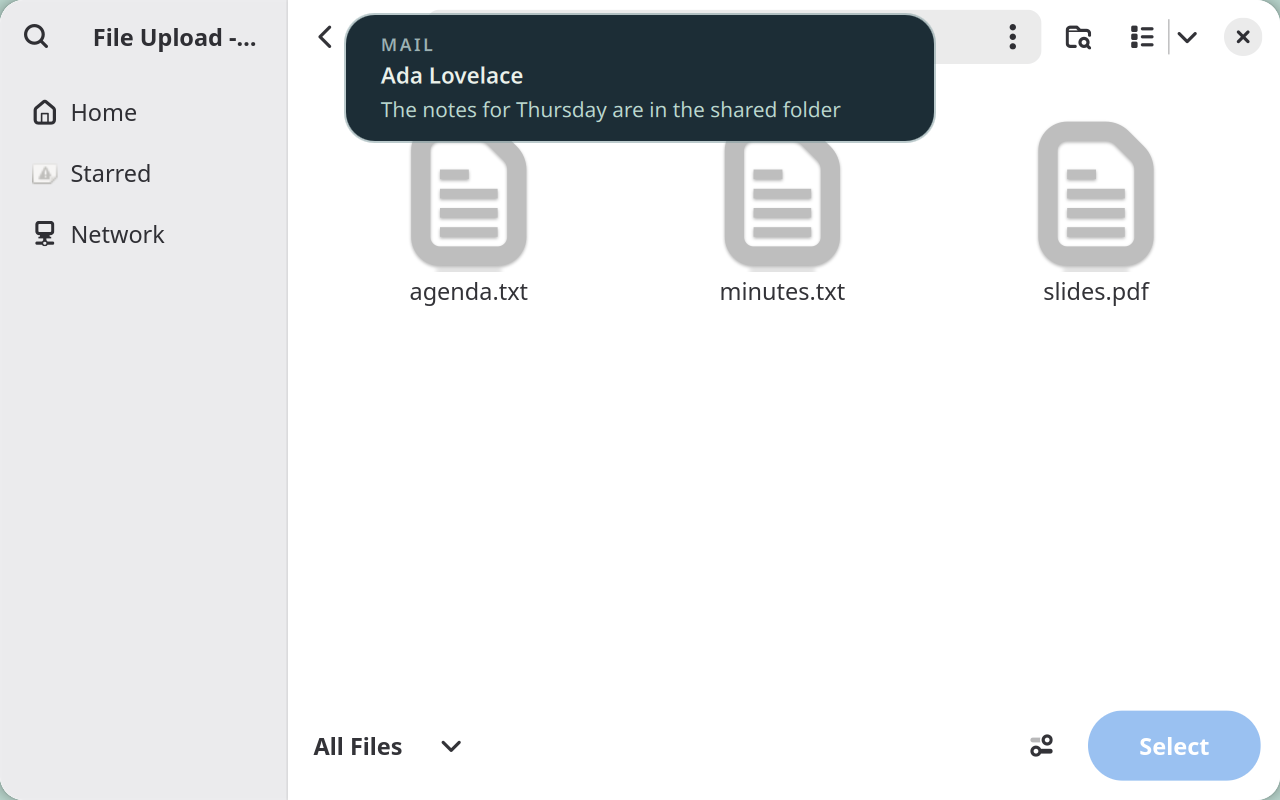 File Upload -...
Home
Starred
Network
MAIL
Ada Lovelace
The notes for Thursday are in the shared folder
agenda.txt
minutes.txt
slides.pdf
All Files
Select